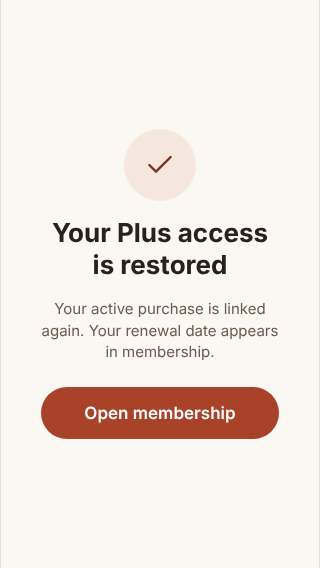 Your Plus access
is restored
Your active purchase is linked
again. Your renewal date appears
in membership.
Open membership